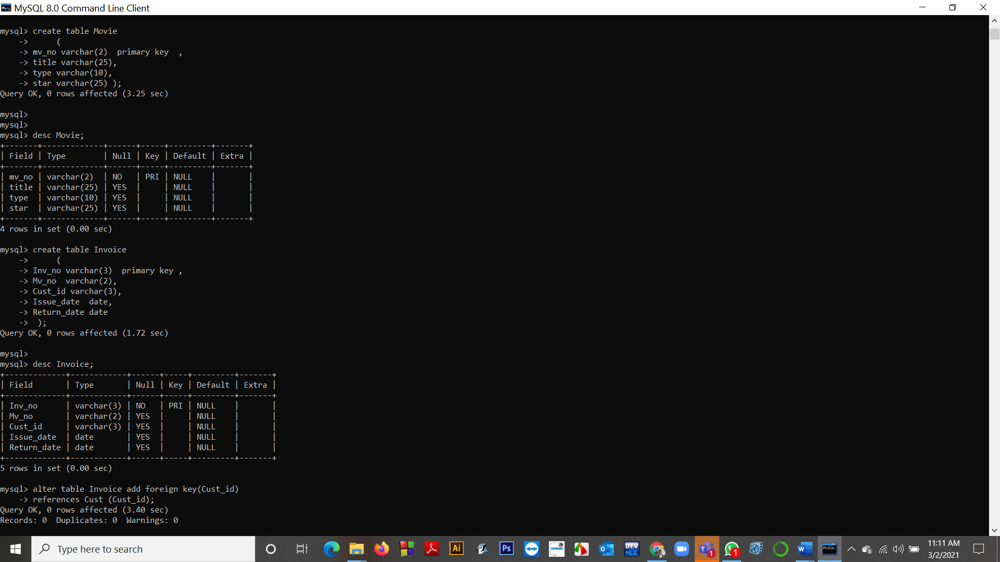 MySQL 8.0 Command Line Client
mysql> create table Movie
    ->      (
    -> mv_no varchar(2)  primary key  ,
    -> title varchar(25),
    -> type varchar(10),
    -> star varchar(25) );
Query OK, 0 rows affected (3.25 sec)
mysql>
mysql>
mysql> desc Movie;
+-------+-------------+------+-----+---------+-------+
| Field | Type        | Null | Key | Default | Extra |
+-------+-------------+------+-----+---------+-------+
| mv_no | varchar(2)  | NO   | PRI | NULL    |       |
| title | varchar(25) | YES  |     | NULL    |       |
| type  | varchar(10) | YES  |     | NULL    |       |
| star  | varchar(25) | YES  |     | NULL    |       |
+-------+-------------+------+-----+---------+-------+
4 rows in set (0.00 sec)
mysql> create table Invoice
    ->      (
    -> Inv_no varchar(3)  primary key ,
    -> Mv_no  varchar(2),
    -> Cust_id varchar(3),
    -> Issue_date  date,
    -> Return_date date
    ->  );
Query OK, 0 rows affected (1.72 sec)
mysql>
mysql> desc Invoice;
+-------------+------------+------+-----+---------+-------+
| Field       | Type       | Null | Key | Default | Extra |
+-------------+------------+------+-----+---------+-------+
| Inv_no      | varchar(3) | NO   | PRI | NULL    |       |
| Mv_no       | varchar(2) | YES  |     | NULL    |       |
| Cust_id     | varchar(3) | YES  |     | NULL    |       |
| Issue_date  | date       | YES  |     | NULL    |       |
| Return_date | date       | YES  |     | NULL    |       |
+-------------+------------+------+-----+---------+-------+
5 rows in set (0.00 sec)
mysql> alter table Invoice add foreign key(Cust_id)
    -> references Cust (Cust_id);
Query OK, 0 rows affected (3.40 sec)
Records: 0  Duplicates: 0  Warnings: 0
Type here to search
Ai
Ps
DEV
C++
T 1
1
W
MySQL
11:11 AM
3/2/2021